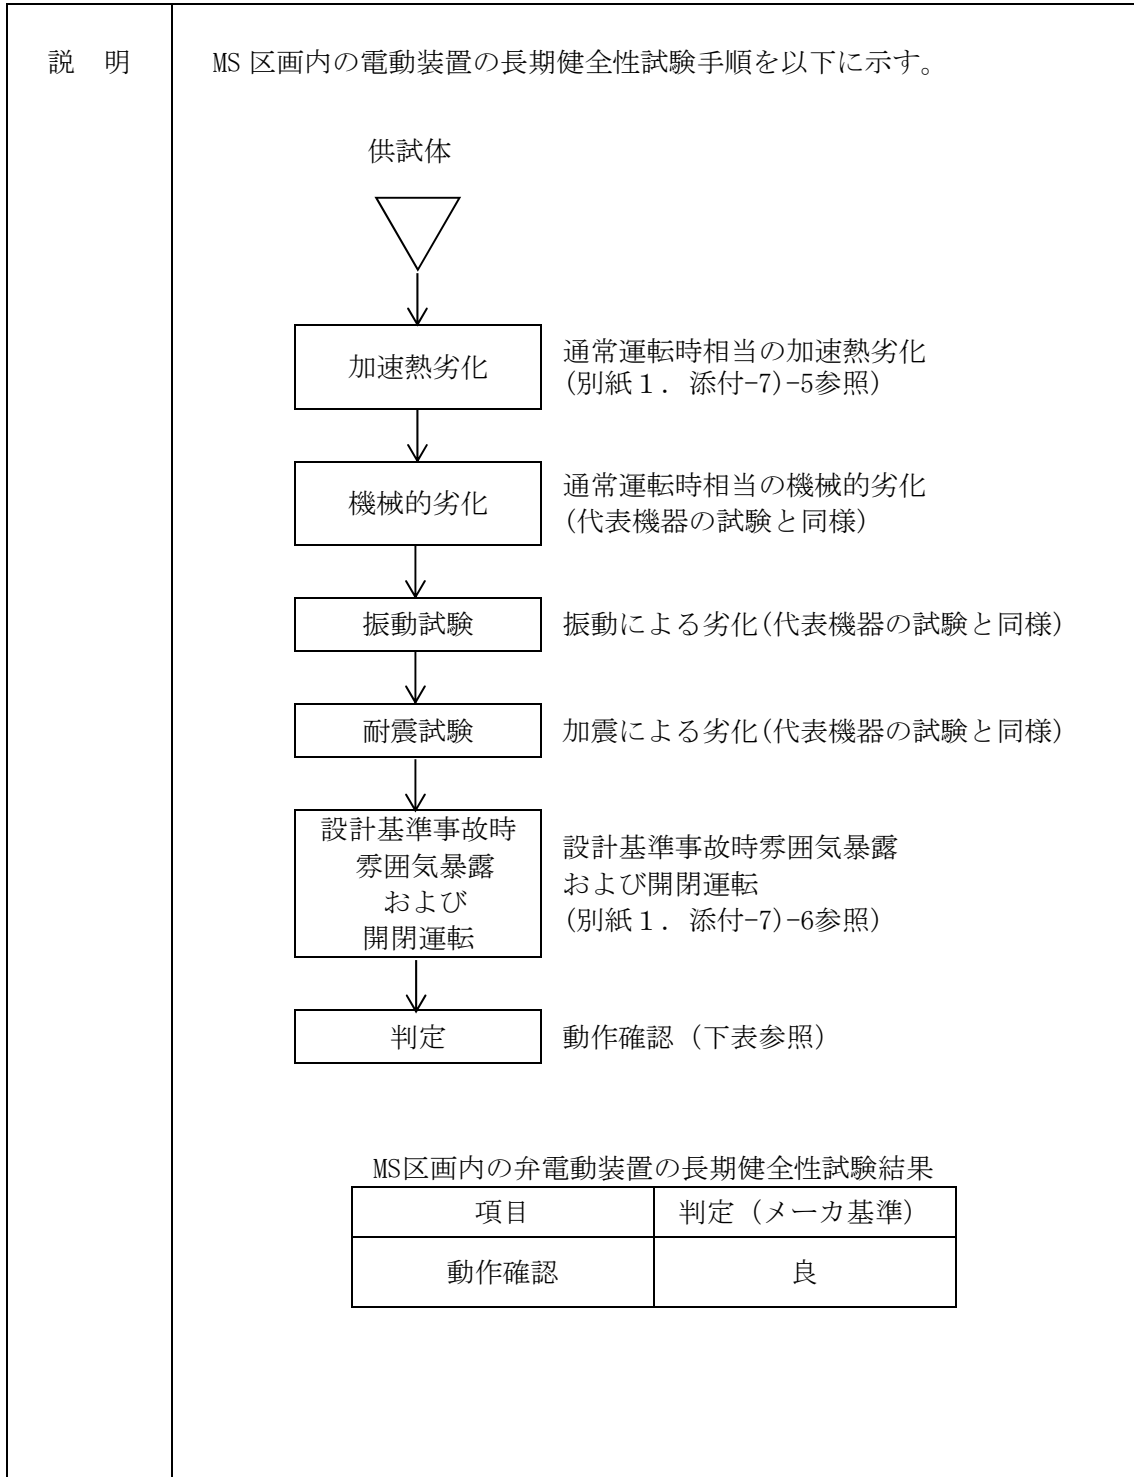 説 明
MS 区画内の電動装置の長期健全性試験手順を以下に示す。
供試体
加速熱劣化
通常運転時相当の加速熱劣化
(別紙１．添付-7)-5参照)
機械的劣化
通常運転時相当の機械的劣化
(代表機器の試験と同様)
振動試験
振動による劣化(代表機器の試験と同様)
耐震試験
加震による劣化(代表機器の試験と同様)
設計基準事故時
雰囲気暴露
および
開閉運転
設計基準事故時雰囲気暴露
および開閉運転
(別紙１．添付-7)-6参照)
判定
動作確認（下表参照）
MS区画内の弁電動装置の長期健全性試験結果
項目
判定（メーカ基準）
動作確認
良